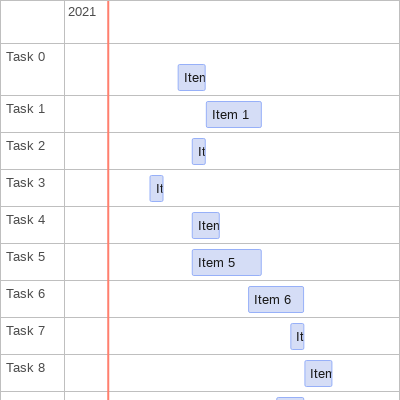 2021
Task 0
Iten
Task 1
Item 1
Task 2
It
Task 3
It
Task 4
Iten
Task 5
Item 5
Task 6
Item 6
Task 7
It
Task 8
Iten